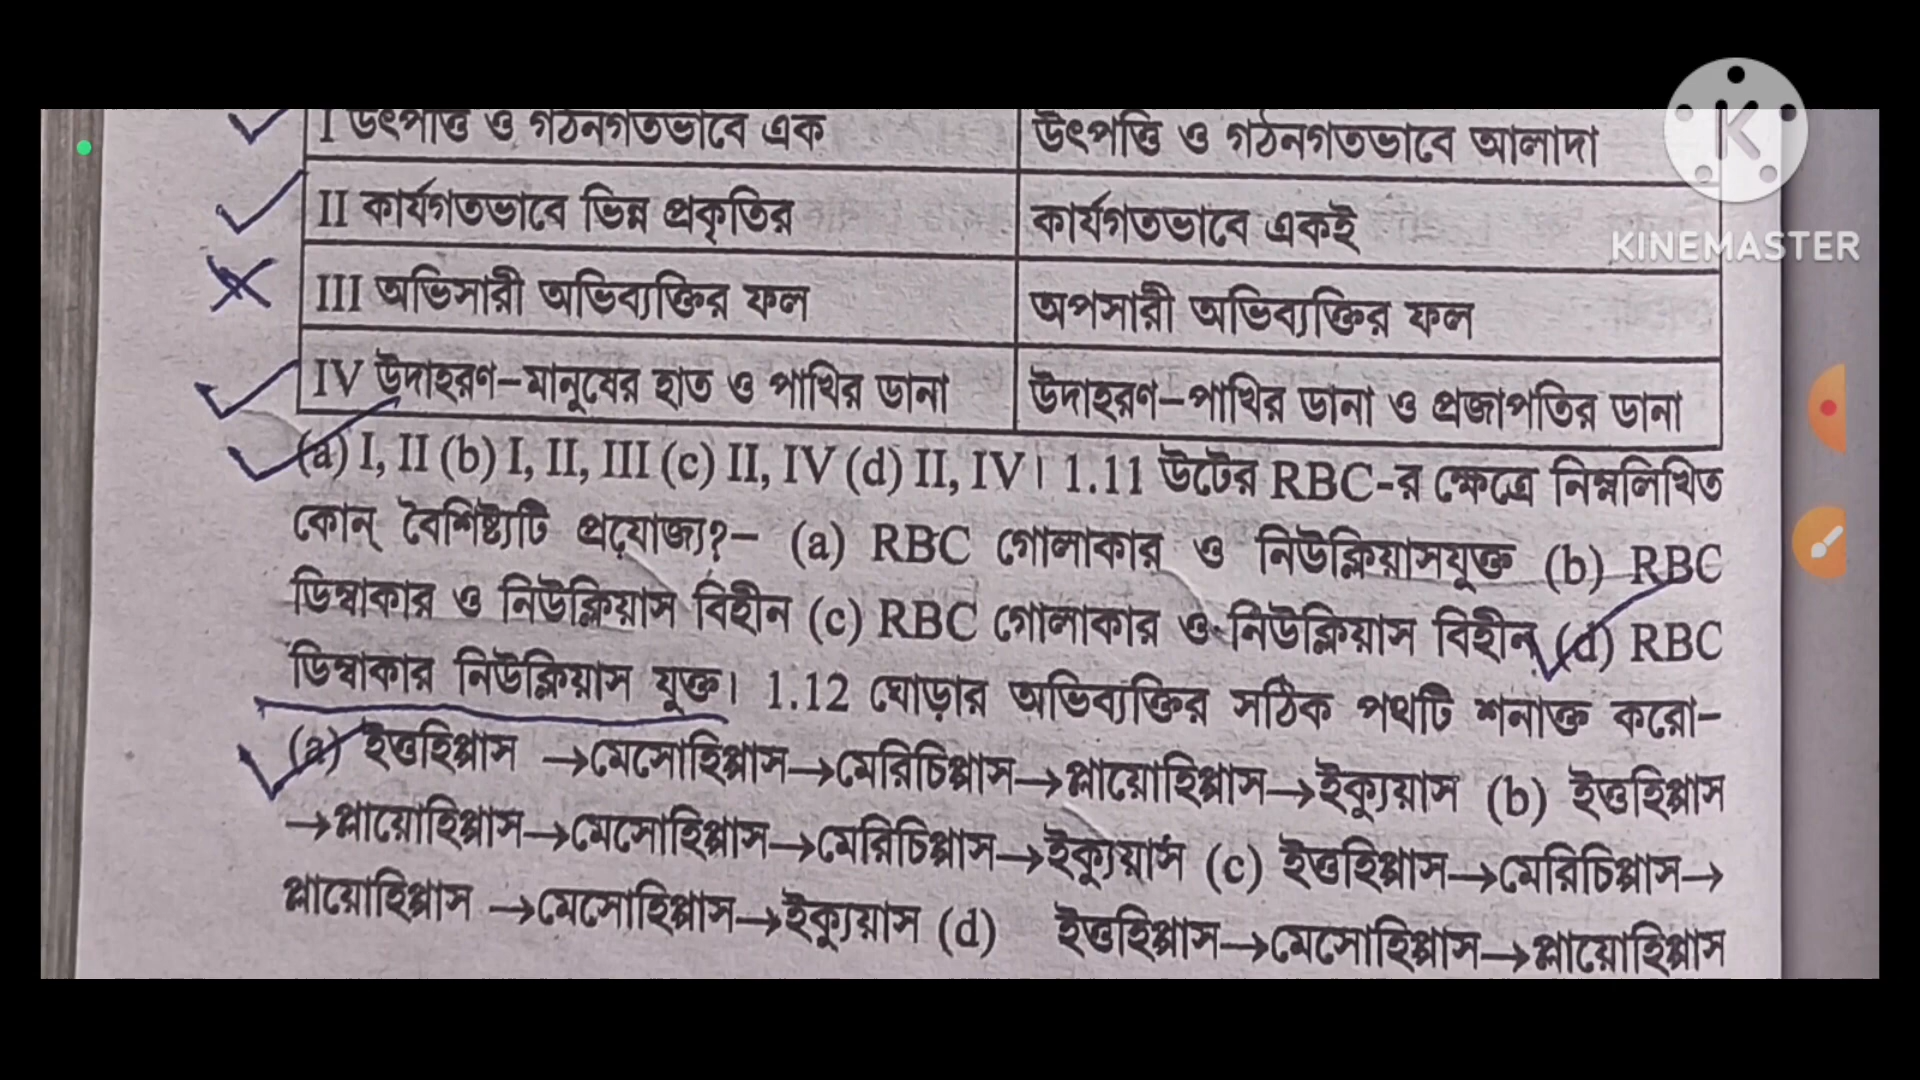 I উৎপত্তি ও গঠনগতভাবে এক উৎপত্তি ও গঠনগতভাবে আলাদা
II কার্যগতভাবে ভিন্ন প্রকৃতির কার্যগতভাবে একই
KINEMASTER
III অভিসারী অভিব্যক্তির ফল অপসারী অভিব্যক্তির ফল
IV উদাহরণ–মানুষের হাত ও পাখির ডানা উদাহরণ–পাখির ডানা ও প্রজাপতির ডানা
(a) I, II (b) I, II, III (c) II, IV (d) II, IV। 1.11 উটের RBC-র ক্ষেত্রে নিম্নলিখিত
কোন্ বৈশিষ্ট্যটি প্রযোজ্য?– (a) RBC গোলাকার ও নিউক্লিয়াসযুক্ত (b) RBC
ডিম্বাকার ও নিউক্লিয়াস বিহীন (c) RBC গোলাকার ও নিউক্লিয়াস বিহীন (d) RBC
ডিম্বাকার নিউক্লিয়াস যুক্ত। 1.12 ঘোড়ার অভিব্যক্তির সঠিক পথটি শনাক্ত করো–
(a) ইওহিপ্পাস →মেসোহিপ্পাস→মেরিচিপ্পাস→প্লায়োহিপ্পাস→ইক্যুয়াস (b) ইওহিপ্পাস
→প্লায়োহিপ্পাস→মেসোহিপ্পাস→মেরিচিপ্পাস→ইক্যুয়াস (c) ইওহিপ্পাস→মেরিচিপ্পাস→
প্লায়োহিপ্পাস →মেসোহিপ্পাস→ইক্যুয়াস (d) ইওহিপ্পাস→মেসোহিপ্পাস→প্লায়োহিপ্পাস